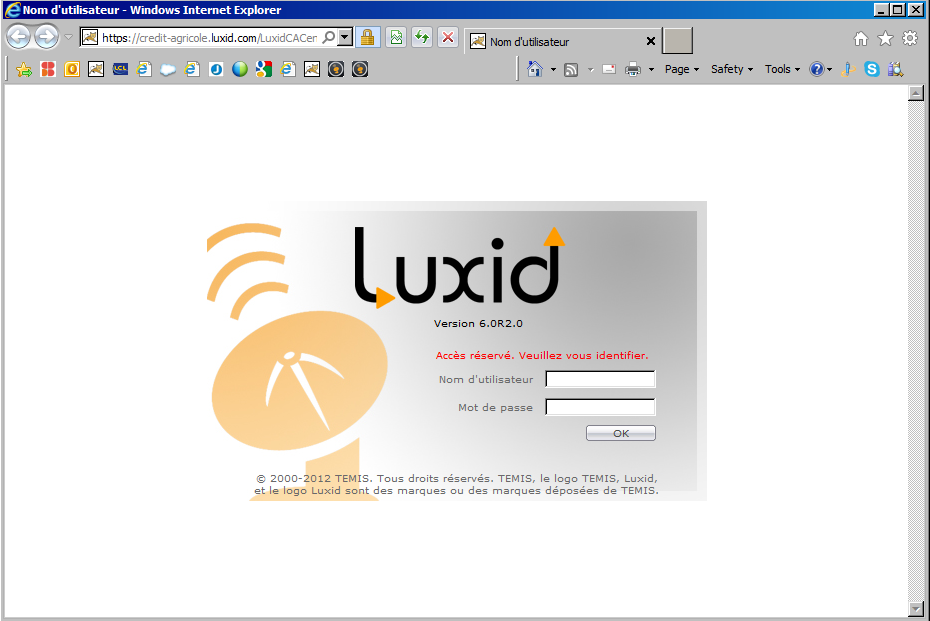 Nom d'utilisateur - Windows Internet Explorer
https://credit-agricole.luxid.com/LuxidCACer
Nom d'utilisateur
LCL
Page
Safety
Tools
Luxid
Version 6.0R2.0
Accès réservé. Veuillez vous identifier.
Nom d'utilisateur
Mot de passe
OK
© 2000-2012 TEMIS. Tous droits réservés. TEMIS, le logo TEMIS, Luxid,
et le logo Luxid sont des marques ou des marques déposées de TEMIS.